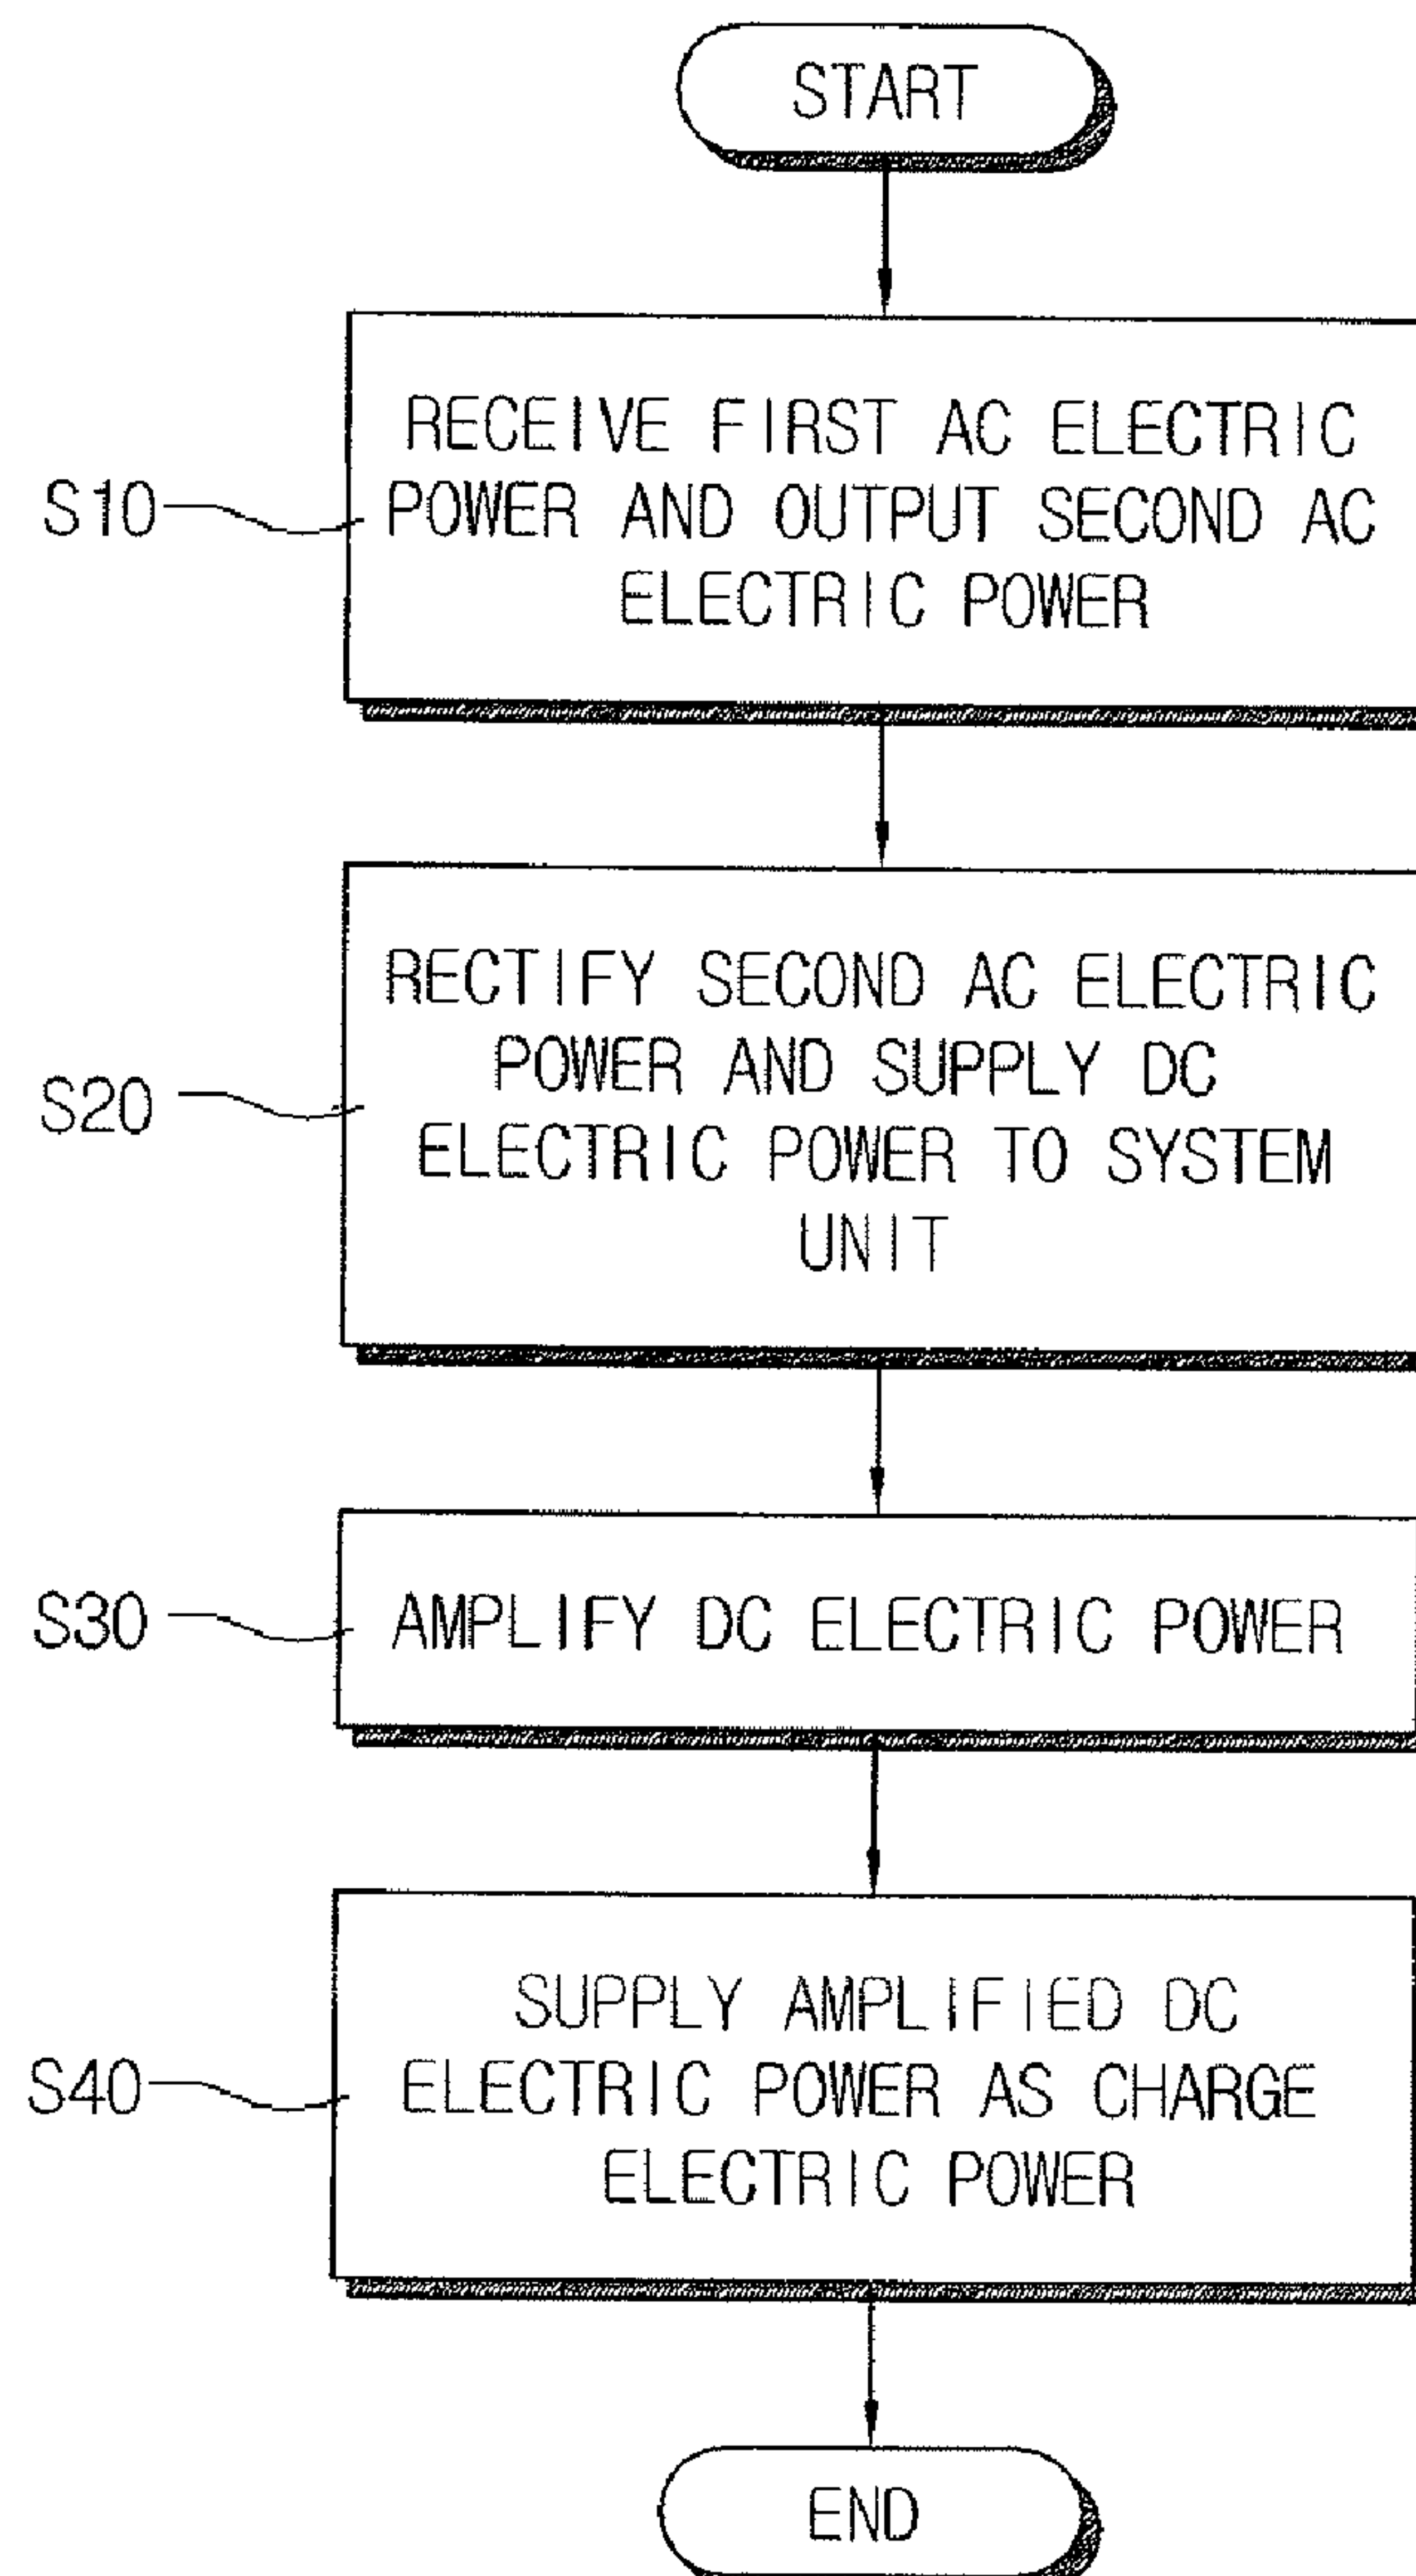 START
RECEIVE FIRST AC ELECTRIC
S10
POWER AND OUTPUT SECOND AC
ELECTRIC POWER
RECTIFY SECOND AC ELECTRIC
POWER AND SUPPLY DC
S20
ELECTRIC POWER TO SYSTEM
UNIT
S30
AMPLIFY DC ELECTRIC POWER
SUPPLY AMPLIFIED DC
S40
ELECTRIC POWER AS CHARGE
ELECTRIC POWER
END